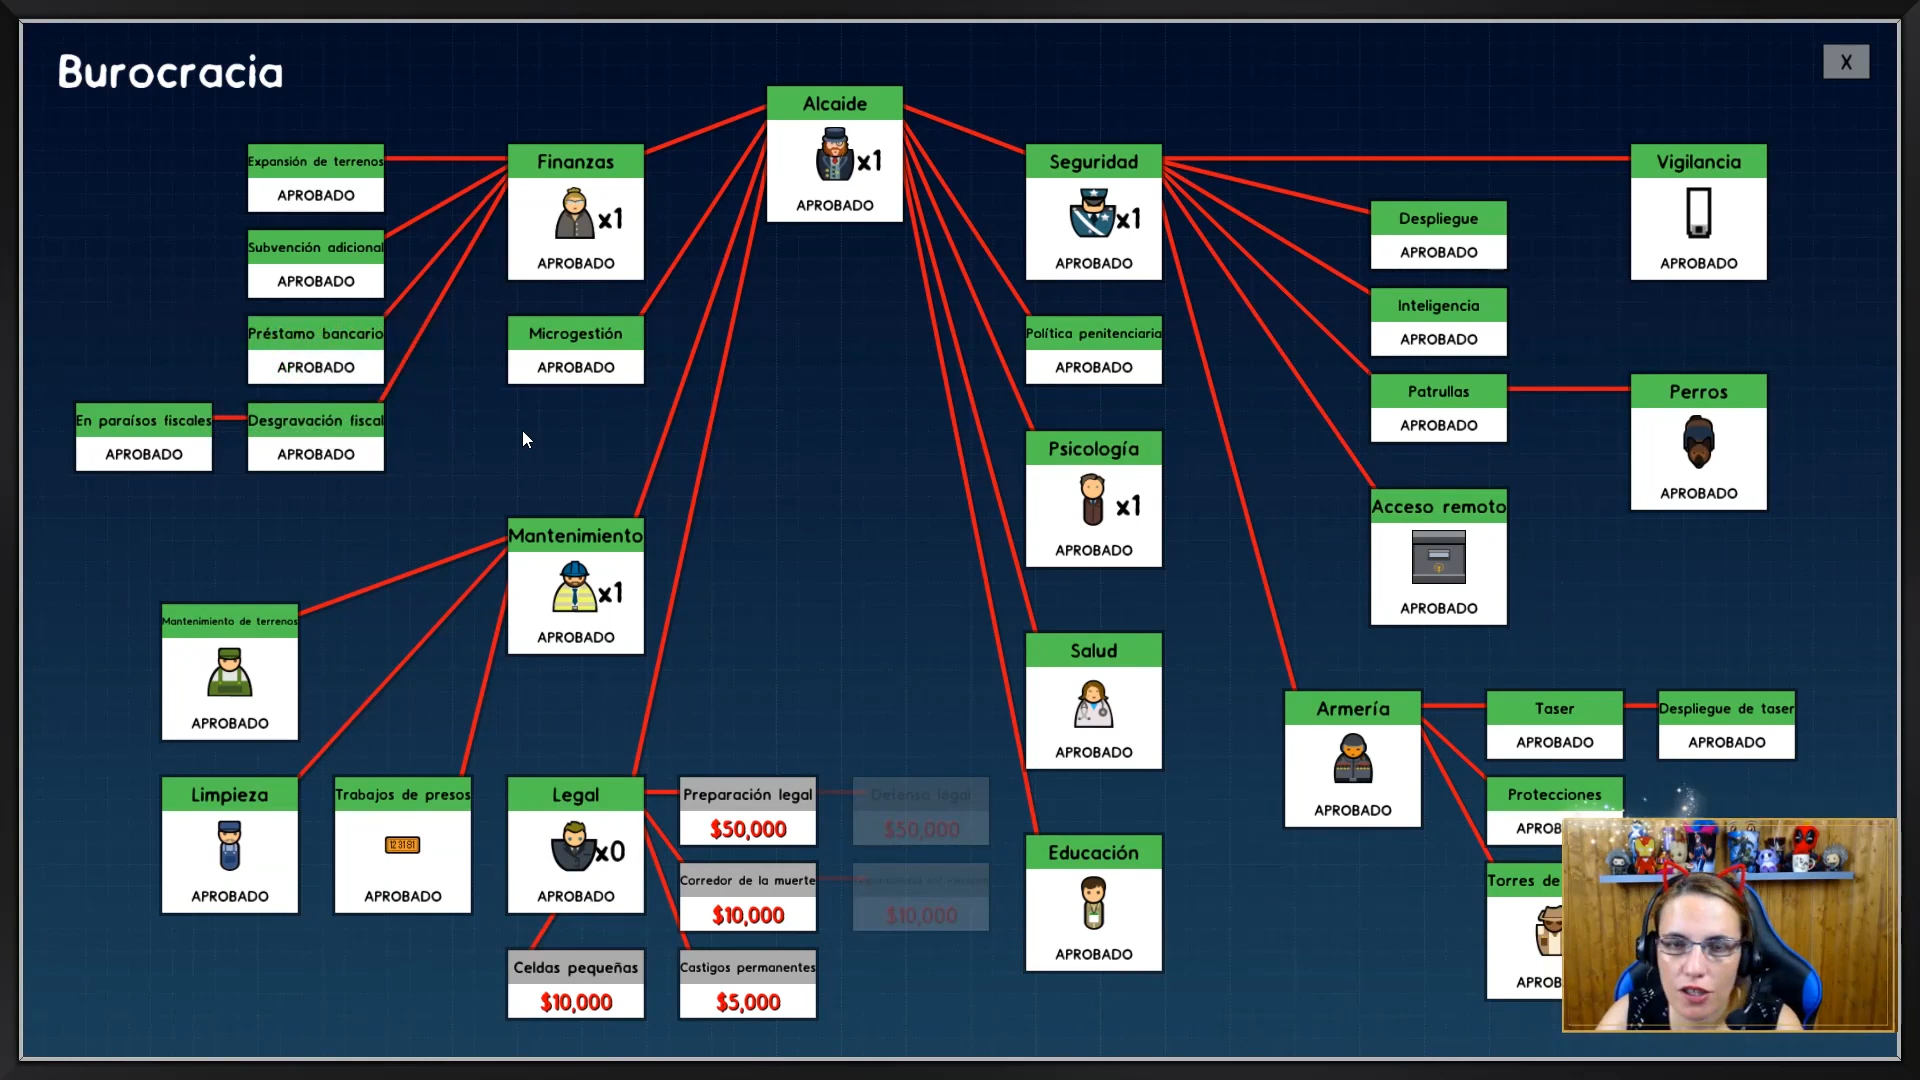 Burocracia
X
Alcaide
x1
APROBADO
Expansión de terrenos
APROBADO
Finanzas
x1
APROBADO
Seguridad
x1
APROBADO
Vigilancia
APROBADO
Subvención adicional
APROBADO
Despliegue
APROBADO
Préstamo bancario
APROBADO
Microgestión
APROBADO
Política penitenciaria
APROBADO
Inteligencia
APROBADO
En paraísos fiscales
APROBADO
Desgravación fiscal
APROBADO
Patrullas
APROBADO
Perros
APROBADO
Psicología
x1
APROBADO
Acceso remoto
APROBADO
Mantenimiento
x1
APROBADO
Mantenimiento de terrenos
APROBADO
Salud
APROBADO
Armería
APROBADO
Taser
APROBADO
Despliegue de taser
APROBADO
Limpieza
APROBADO
Trabajos de presos
123181
APROBADO
Legal
x0
APROBADO
Preparación legal
$50,000
Defensa legal
$50,000
Protecciones
APROB
Corredor de la muerte
$10,000
$10,000
Educación
APROBADO
Torres de
APROB
Celdas pequeñas
$10,000
Castigos permanentes
$5,000